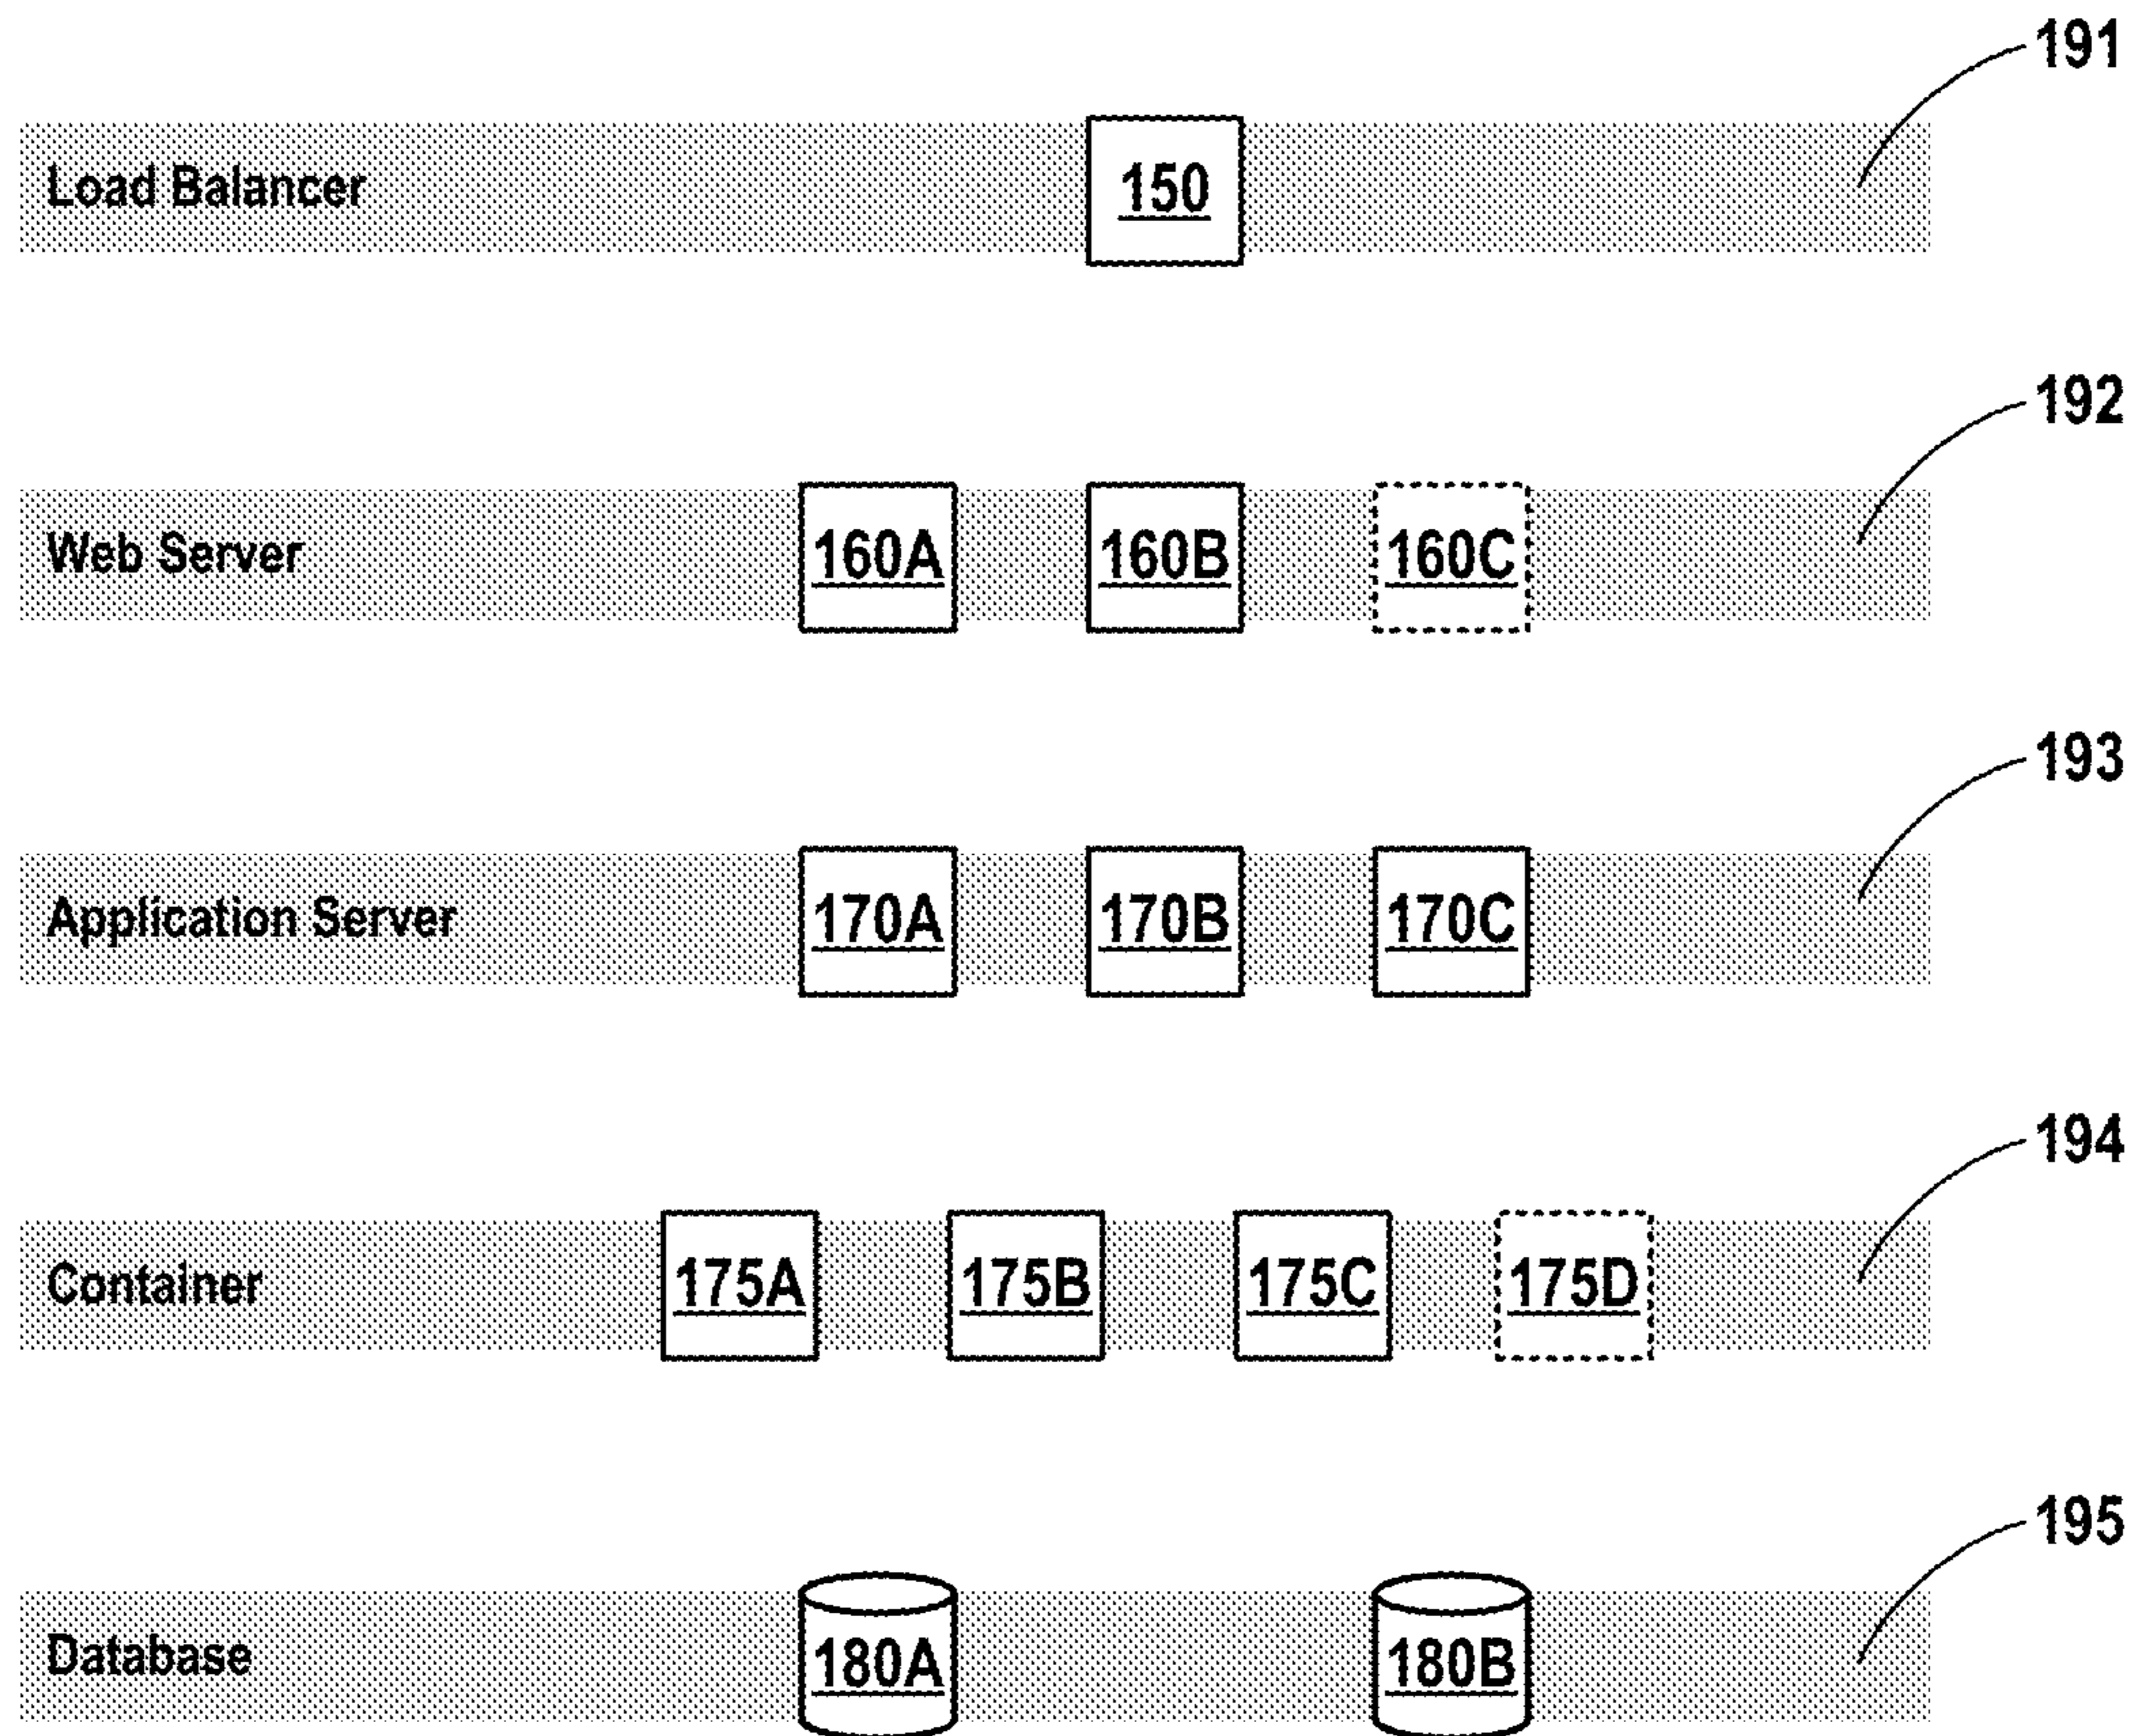 191
Load Balancer 150
192
Web Server 160A 160B 160C
193
Application Server 170A 170B 170C
194
Container 175A 175B 175C 175D
195
Database 180A 180B